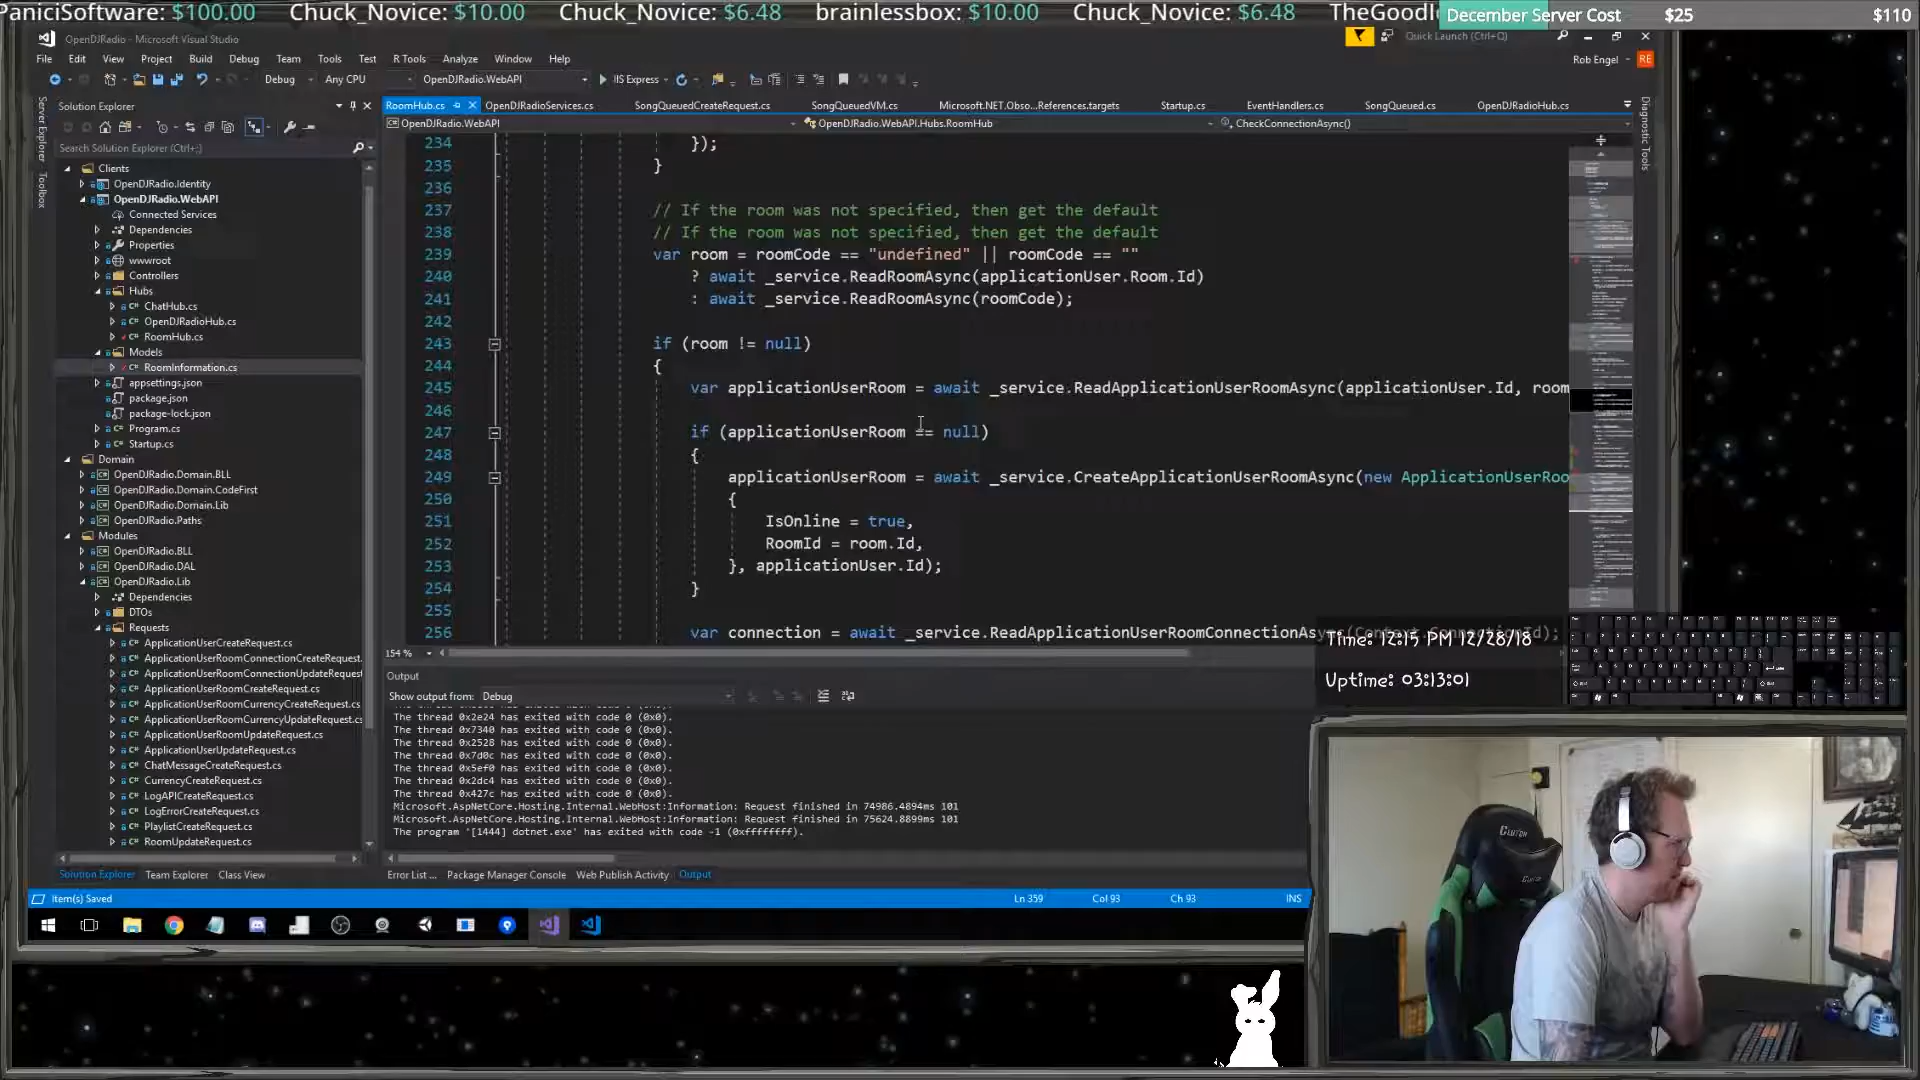 PaniciSoftware: $100.00 Chuck_Novice: $10.00 Chuck_Novice: $6.48 brainlessbox: $10.00 Chuck_Novice: $6.48
December Server Cost $25 $110
OpenDJRadio - Microsoft Visual Studio
Quick Launch (Ctrl+Q)
File Edit View Project Build Debug Team Tools Test R Tools Analyze Window Help
Rob Engel RE
Debug Any CPU OpenDJRadio.WebAPI IIS Express
Server Explorer
Toolbox
Solution Explorer
Search Solution Explorer (Ctrl+;)
Clients
OpenDJRadio.Identity
OpenDJRadio.WebAPI
Connected Services
Dependencies
Properties
wwwroot
Controllers
Hubs
ChatHub.cs
OpenDJRadioHub.cs
RoomHub.cs
Models
RoomInformation.cs
appsettings.json
package.json
package-lock.json
Program.cs
Startup.cs
Domain
OpenDJRadio.Domain.BLL
OpenDJRadio.Domain.CodeFirst
OpenDJRadio.Domain.Lib
OpenDJRadio.Paths
Modules
OpenDJRadio.BLL
OpenDJRadio.DAL
OpenDJRadio.Lib
Dependencies
DTOs
Requests
ApplicationUserCreateRequest.cs
ApplicationUserRoomConnectionCreateRequest.
ApplicationUserRoomConnectionUpdateRequest
ApplicationUserRoomCreateRequest.cs
ApplicationUserRoomCurrencyCreateRequest.cs
ApplicationUserRoomCurrencyUpdateRequest.cs
ApplicationUserRoomUpdateRequest.cs
ApplicationUserUpdateRequest.cs
ChatMessageCreateRequest.cs
CurrencyCreateRequest.cs
LogAPICreateRequest.cs
LogErrorCreateRequest.cs
PlaylistCreateRequest.cs
RoomUpdateRequest.cs
Solution Explorer Team Explorer Class View
RoomHub.cs OpenDJRadioServices.cs SongQueuedCreateRequest.cs SongQueuedVM.cs Microsoft.NET.Obso...References.targets Startup.cs EventHandlers.cs SongQueued.cs OpenDJRadioHub.cs
OpenDJRadio.WebAPI OpenDJRadio.WebAPI.Hubs.RoomHub CheckConnectionAsync()
Diagnostic Tools
234 });
235 }
236
237 // If the room was not specified, then get the default
238 // If the room was not specified, then get the default
239 var room = roomCode == "undefined" || roomCode == ""
240 ? await _service.ReadRoomAsync(applicationUser.Room.Id)
241 : await _service.ReadRoomAsync(roomCode);
242
243 if (room != null)
244 {
245 var applicationUserRoom = await _service.ReadApplicationUserRoomAsync(applicationUser.Id, room
246
247 if (applicationUserRoom == null)
248 {
249 applicationUserRoom = await _service.CreateApplicationUserRoomAsync(new ApplicationUserRoo
250 {
251 IsOnline = true,
252 RoomId = room.Id,
253 }, applicationUser.Id);
254 }
255
256 var connection = await _service.ReadApplicationUserRoomConnectionAsync(Context.ConnectionId);
154 %
Output
Show output from: Debug
The thread 0x2e24 has exited with code 0 (0x0).
The thread 0x7340 has exited with code 0 (0x0).
The thread 0x2528 has exited with code 0 (0x0).
The thread 0x7d0c has exited with code 0 (0x0).
The thread 0x5ef0 has exited with code 0 (0x0).
The thread 0x2dc4 has exited with code 0 (0x0).
The thread 0x427c has exited with code 0 (0x0).
Microsoft.AspNetCore.Hosting.Internal.WebHost:Information: Request finished in 74986.4894ms 101
Microsoft.AspNetCore.Hosting.Internal.WebHost:Information: Request finished in 75624.8899ms 101
The program '[1444] dotnet.exe' has exited with code -1 (0xffffffff).
Error List ... Package Manager Console Web Publish Activity Output
Item(s) Saved Ln 359 Col 93 Ch 93 INS
Time: 12:15 PM 12/28/18
Uptime: 03:13:01
CLUTCH